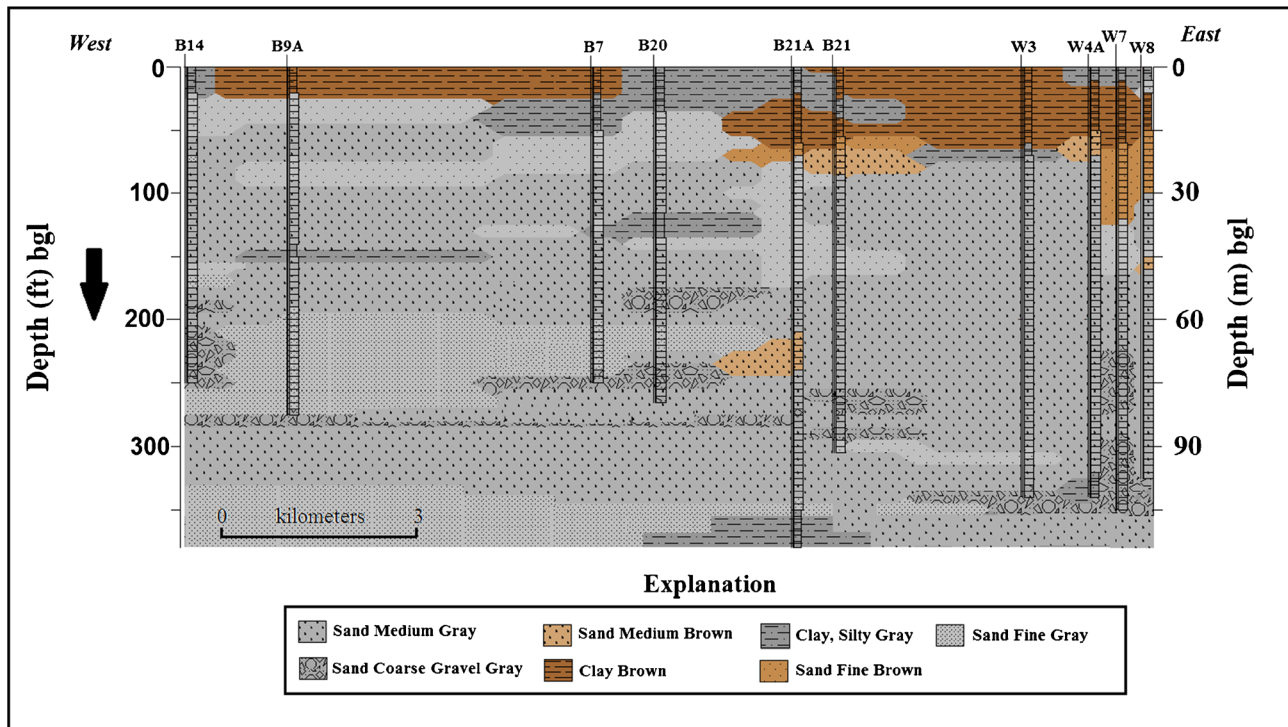 West
East
B14
B9A
B7
B20
B21A
B21
W3
W4A
W7
W8
0
100
200
300
0
30
60
90
Depth (ft) bgl
Depth (m) bgl
0 kilometers 3
Explanation
Sand Medium Gray
Sand Medium Brown
Clay, Silty Gray
Sand Fine Gray
Sand Coarse Gravel Gray
Clay Brown
Sand Fine Brown